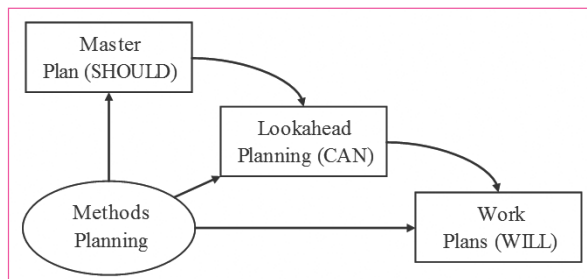 Master
Plan (SHOULD)
Lookahead
Planning (CAN)
Methods
Planning
Work
Plans (WILL)